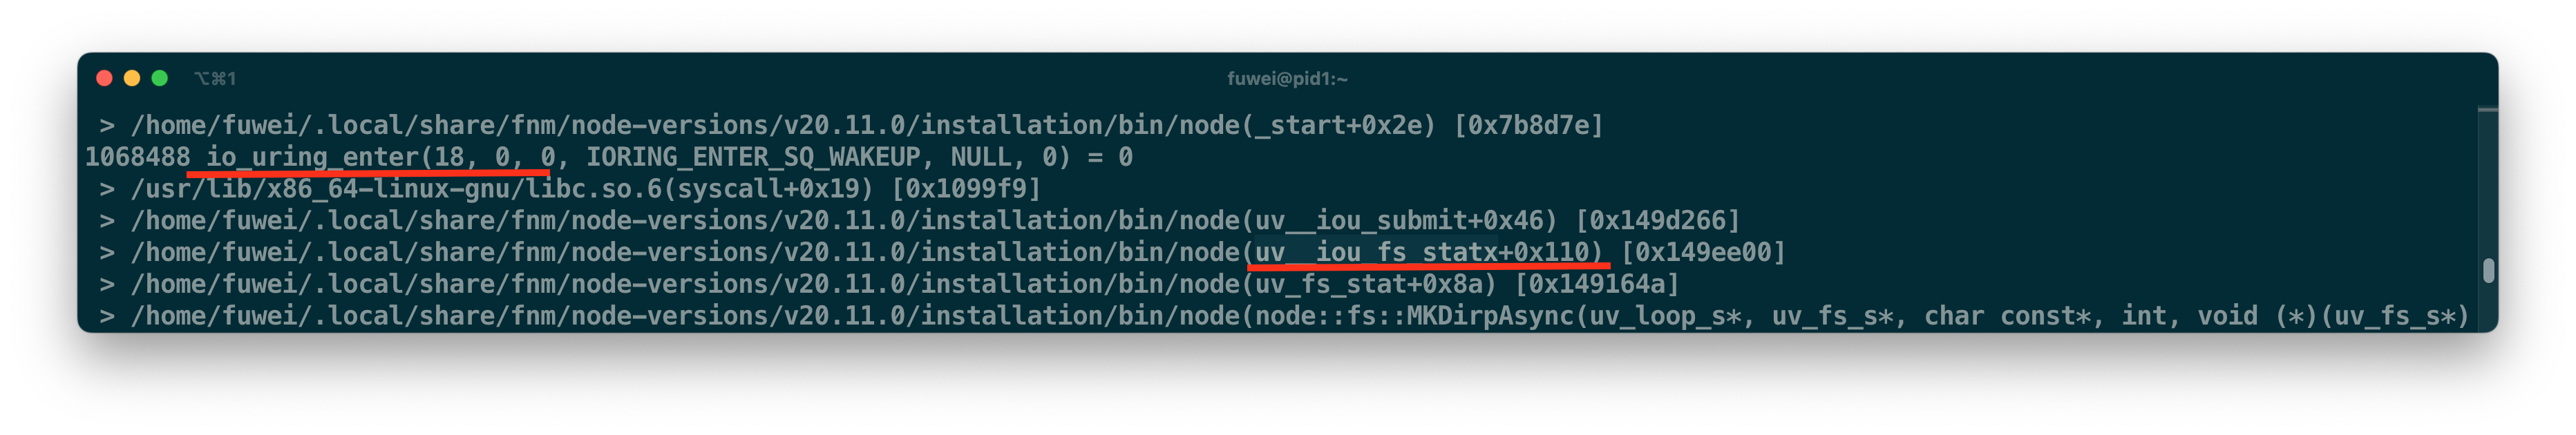 ⌥⌘1 fuwei@pid1:~
> /home/fuwei/.local/share/fnm/node-versions/v20.11.0/installation/bin/node(_start+0x2e) [0x7b8d7e]
1068488 io_uring_enter(18, 0, 0, IORING_ENTER_SQ_WAKEUP, NULL, 0) = 0
> /usr/lib/x86_64-linux-gnu/libc.so.6(syscall+0x19) [0x1099f9]
> /home/fuwei/.local/share/fnm/node-versions/v20.11.0/installation/bin/node(uv__iou_submit+0x46) [0x149d266]
> /home/fuwei/.local/share/fnm/node-versions/v20.11.0/installation/bin/node(uv__iou_fs_statx+0x110) [0x149ee00]
> /home/fuwei/.local/share/fnm/node-versions/v20.11.0/installation/bin/node(uv_fs_stat+0x8a) [0x149164a]
> /home/fuwei/.local/share/fnm/node-versions/v20.11.0/installation/bin/node(node::fs::MKDirpAsync(uv_loop_s*, uv_fs_s*, char const*, int, void (*)(uv_fs_s*)